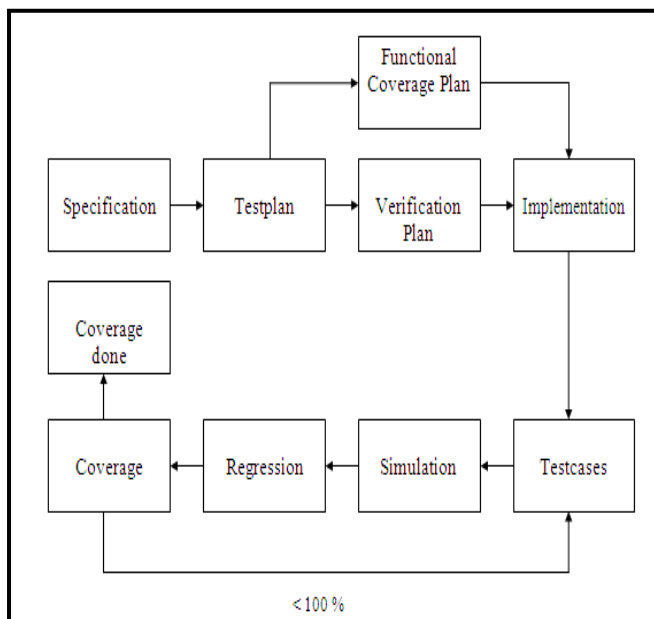 Functional
Coverage Plan
Specification
Testplan
Verification
Plan
Implementation
Coverage
done
Coverage
Regression
Simulation
Testcases
< 100 %